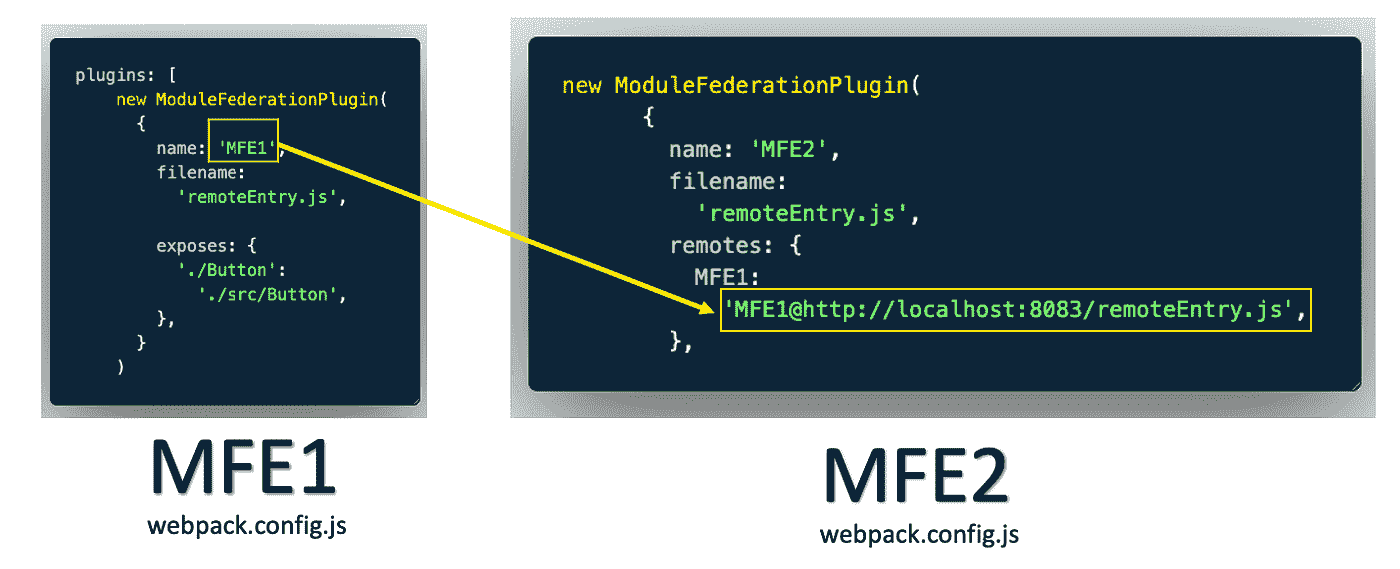 plugins: [
new ModuleFederationPlugin(
{
name: 'MFE1',
filename:
'remoteEntry.js',
exposes: {
'./Button':
'./src/Button',
},
}
)
MFE1
webpack.config.js
new ModuleFederationPlugin(
{
name: 'MFE2',
filename:
'remoteEntry.js',
remotes: {
MFE1:
'MFE1@http://localhost:8083/remoteEntry.js',
},
MFE2
webpack.config.js